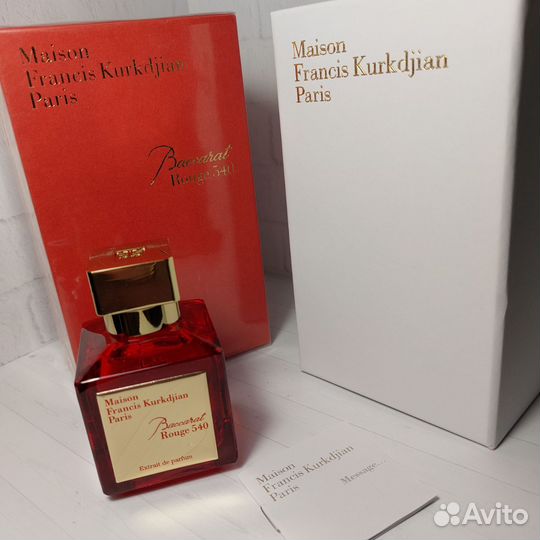 Maison
Francis Kurkdjian
Paris
Baccarat
Rouge 540
Maison
Francis Kurkdjian
Paris
Maison
Francis Kurkdjian
Paris
Baccarat
Rouge 540
Extrait de parfum
Maison
Francis Kurkdjian
Paris
Message...
Avito